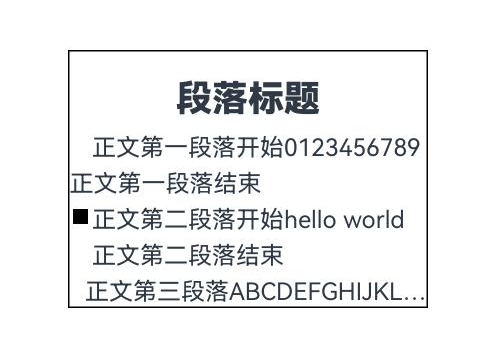 段落标题
正文第一段落开始0123456789
正文第一段落结束
正文第二段落开始hello world
正文第二段落结束
正文第三段落ABCDEFGHIJKL...